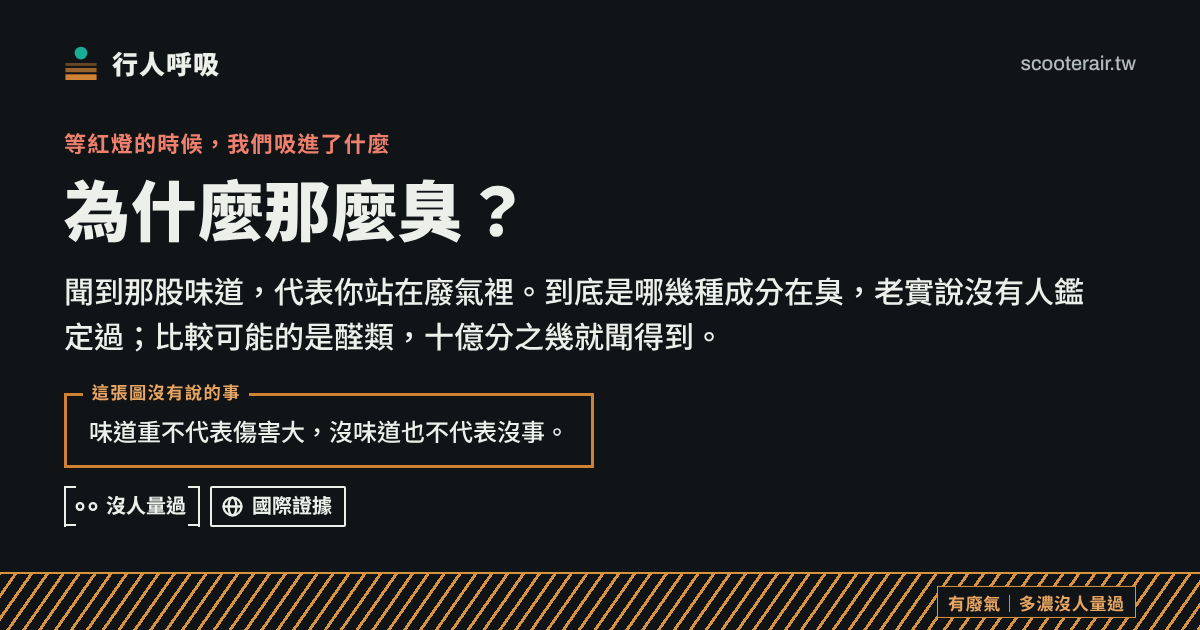 行人呼吸
scooterair.tw
等紅燈的時候，我們吸進了什麼
為什麼那麼臭？
聞到那股味道，代表你站在廢氣裡。到底是哪幾種成分在臭，老實說沒有人鑑
定過；比較可能的是醛類，十億分之幾就聞得到。
這張圖沒有說的事
味道重不代表傷害大，沒味道也不代表沒事。
沒人量過
國際證據
有廢氣｜多濃沒人量過